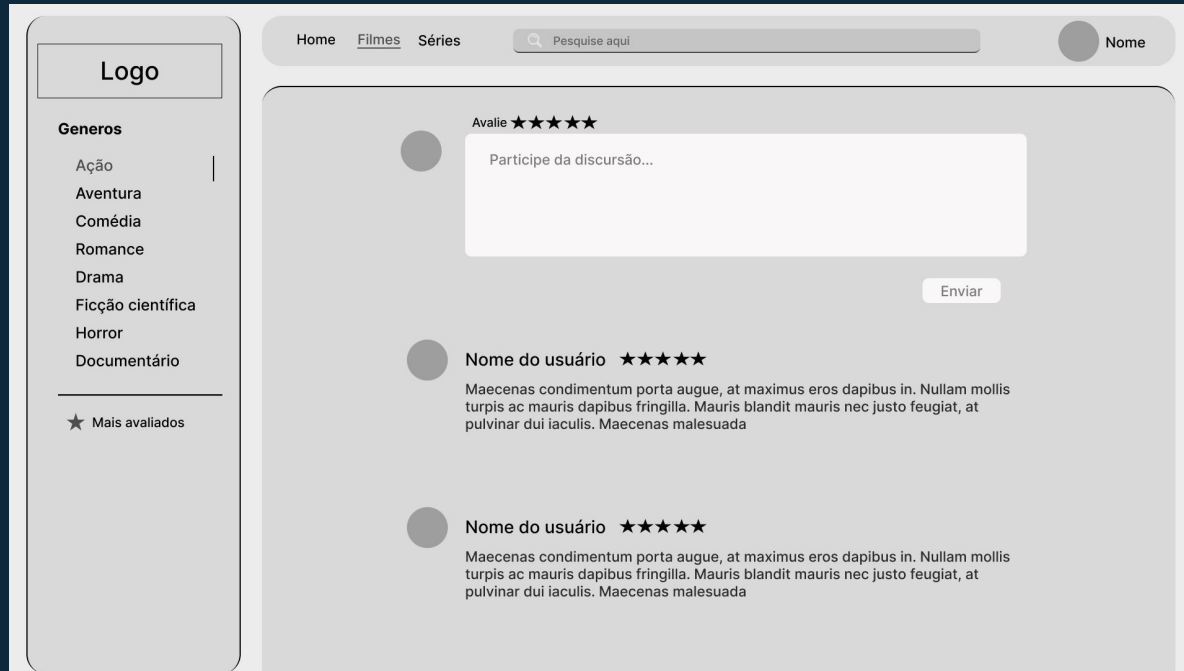 Logo
Generos
Ação
Aventura
Comédia
Romance
Drama
Ficção científica
Horror
Documentário
Mais avaliados
Home Filmes Séries
Pesquise aqui
Nome
Avalie
Participe da discursão...
Enviar
Nome do usuário
Maecenas condimentum porta augue, at maximus eros dapibus in. Nullam mollis
turpis ac mauris dapibus fringilla. Mauris blandit mauris nec justo feugiat, at
pulvinar dui iaculis. Maecenas malesuada
Nome do usuário
Maecenas condimentum porta augue, at maximus eros dapibus in. Nullam mollis
turpis ac mauris dapibus fringilla. Mauris blandit mauris nec justo feugiat, at
pulvinar dui iaculis. Maecenas malesuada